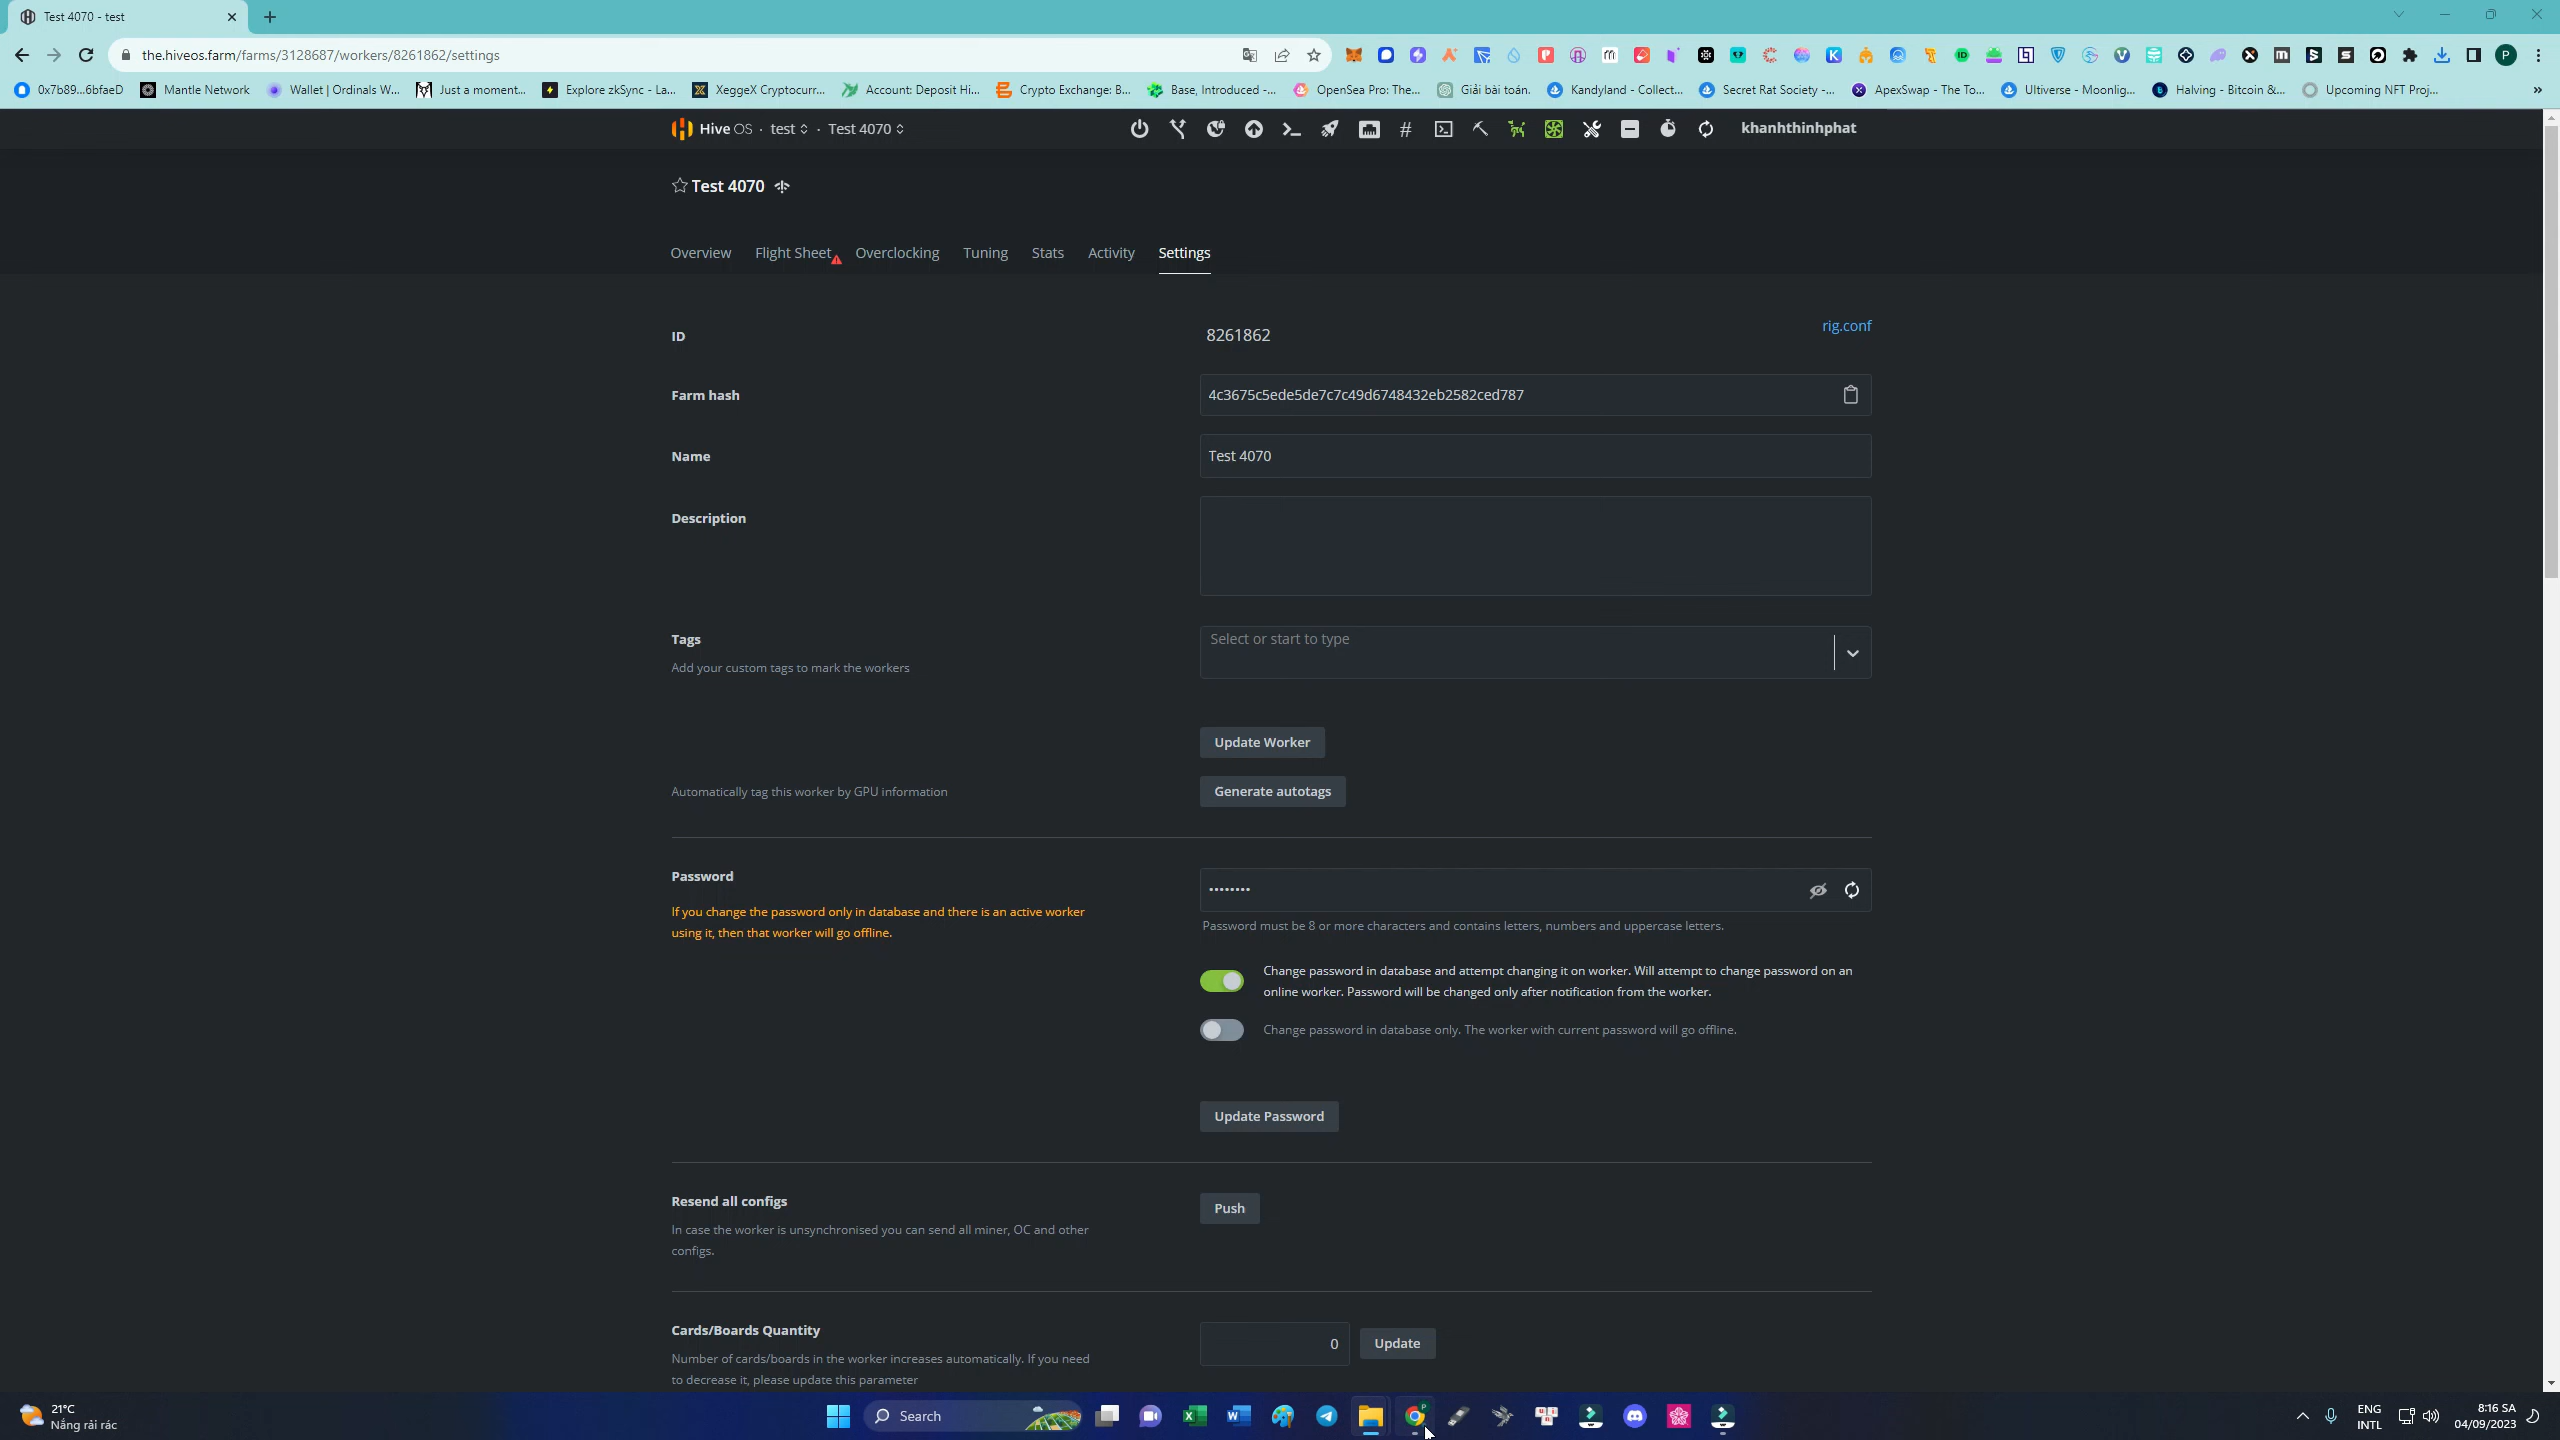 Test 4070 - test
the.hiveos.farm/farms/3128687/workers/8261862/settings
0x7b89...6bfaeD
Mantle Network
Wallet | Ordinals W...
Just a moment...
Explore zkSync - La...
XeggeX Cryptocurr...
Account: Deposit Hi...
Crypto Exchange: B...
Base, Introduced -...
OpenSea Pro: The...
Giải bài toán.
Kandyland - Collect...
Secret Rat Society -...
ApexSwap - The To...
Ultiverse - Moonlig...
Halving - Bitcoin &...
Upcoming NFT Proj...
Hive OS · test · Test 4070
khanhthinhphat
Test 4070
Overview Flight Sheet Overclocking Tuning Stats Activity Settings
ID
8261862
rig.conf
Farm hash
4c3675c5ede5de7c7c49d6748432eb2582ced787
Name
Test 4070
Description
Tags
Select or start to type
Add your custom tags to mark the workers
Update Worker
Automatically tag this worker by GPU information
Generate autotags
Password
••••••••
If you change the password only in database and there is an active worker
using it, then that worker will go offline.
Password must be 8 or more characters and contains letters, numbers and uppercase letters.
Change password in database and attempt changing it on worker. Will attempt to change password on an
online worker. Password will be changed only after notification from the worker.
Change password in database only. The worker with current password will go offline.
Update Password
Resend all configs
Push
In case the worker is unsynchronised you can send all miner, OC and other
configs.
Cards/Boards Quantity
0
Update
Number of cards/boards in the worker increases automatically. If you need
to decrease it, please update this parameter
21°C
Nắng rải rác
Search
ENG
INTL
8:16 SA
04/09/2023